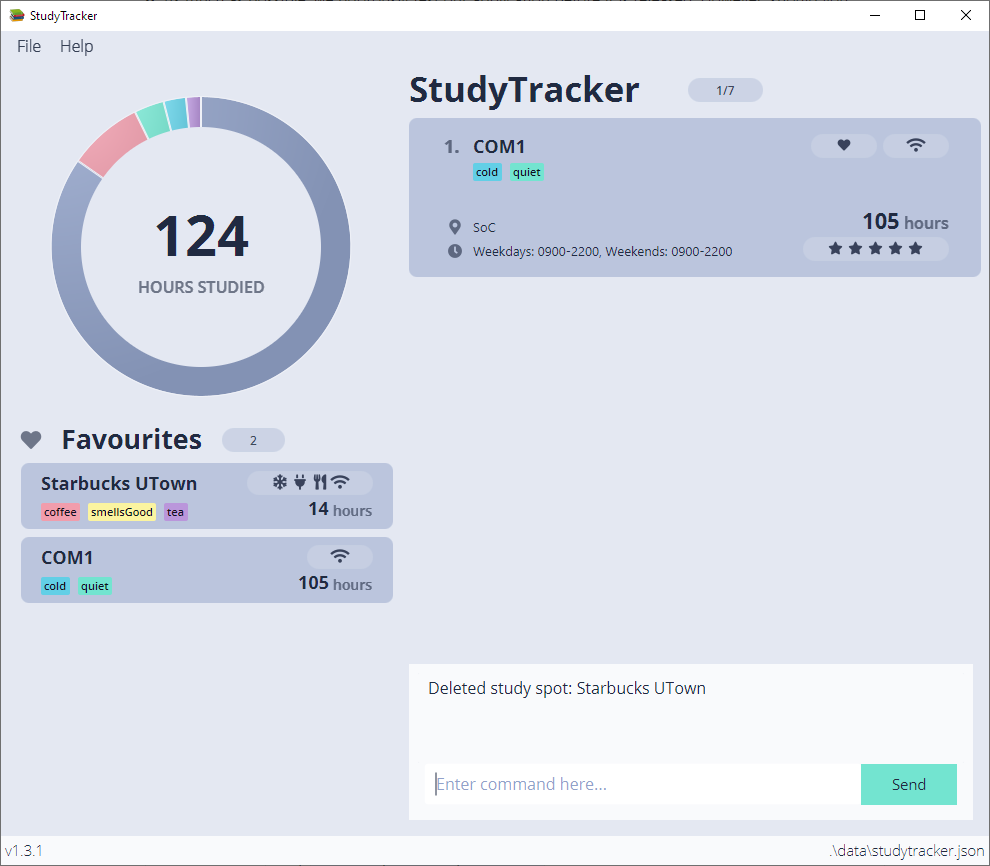 StudyTracker
File Help
124
HOURS STUDIED
Favourites 2
Starbucks UTown
coffee smellsGood tea 14 hours
COM1
cold quiet 105 hours
StudyTracker 1/7
1. COM1
cold quiet
SoC 105 hours
Weekdays: 0900-2200, Weekends: 0900-2200
Deleted study spot: Starbucks UTown
Enter command here... Send
v1.3.1 .\data\studytracker.json